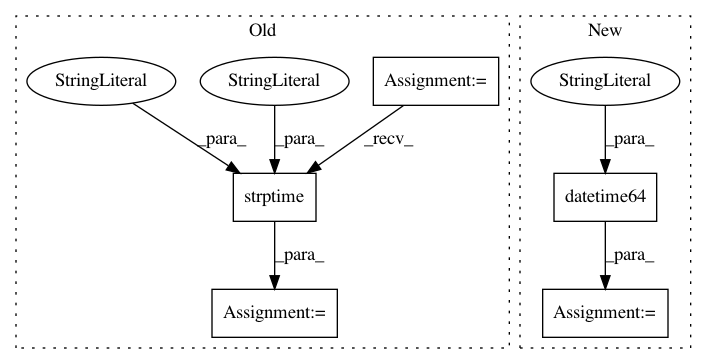 Old
New
StringLiteral
StringLiteral
Assignment:=
StringLiteral
_para_
_para_
_recv_
_para_
strptime
datetime64
_para_
_para_
Assignment:=
Assignment:=